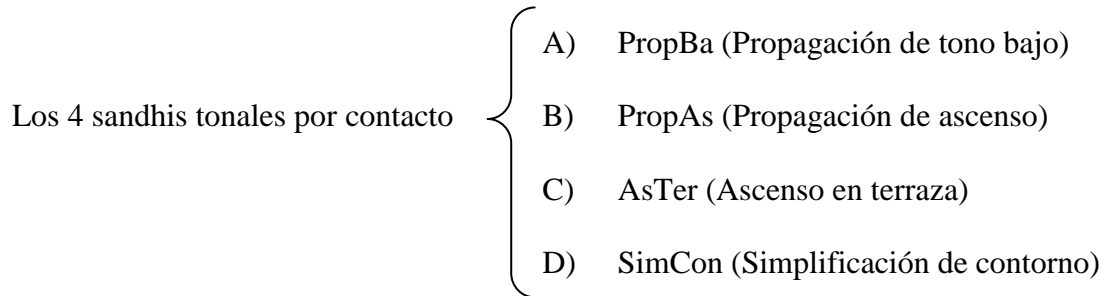 A) PropBa (Propagación de tono bajo)
Los 4 sandhis tonales por contacto
B) PropAs (Propagación de ascenso)
C) AsTer (Ascenso en terraza)
D) SimCon (Simplificación de contorno)